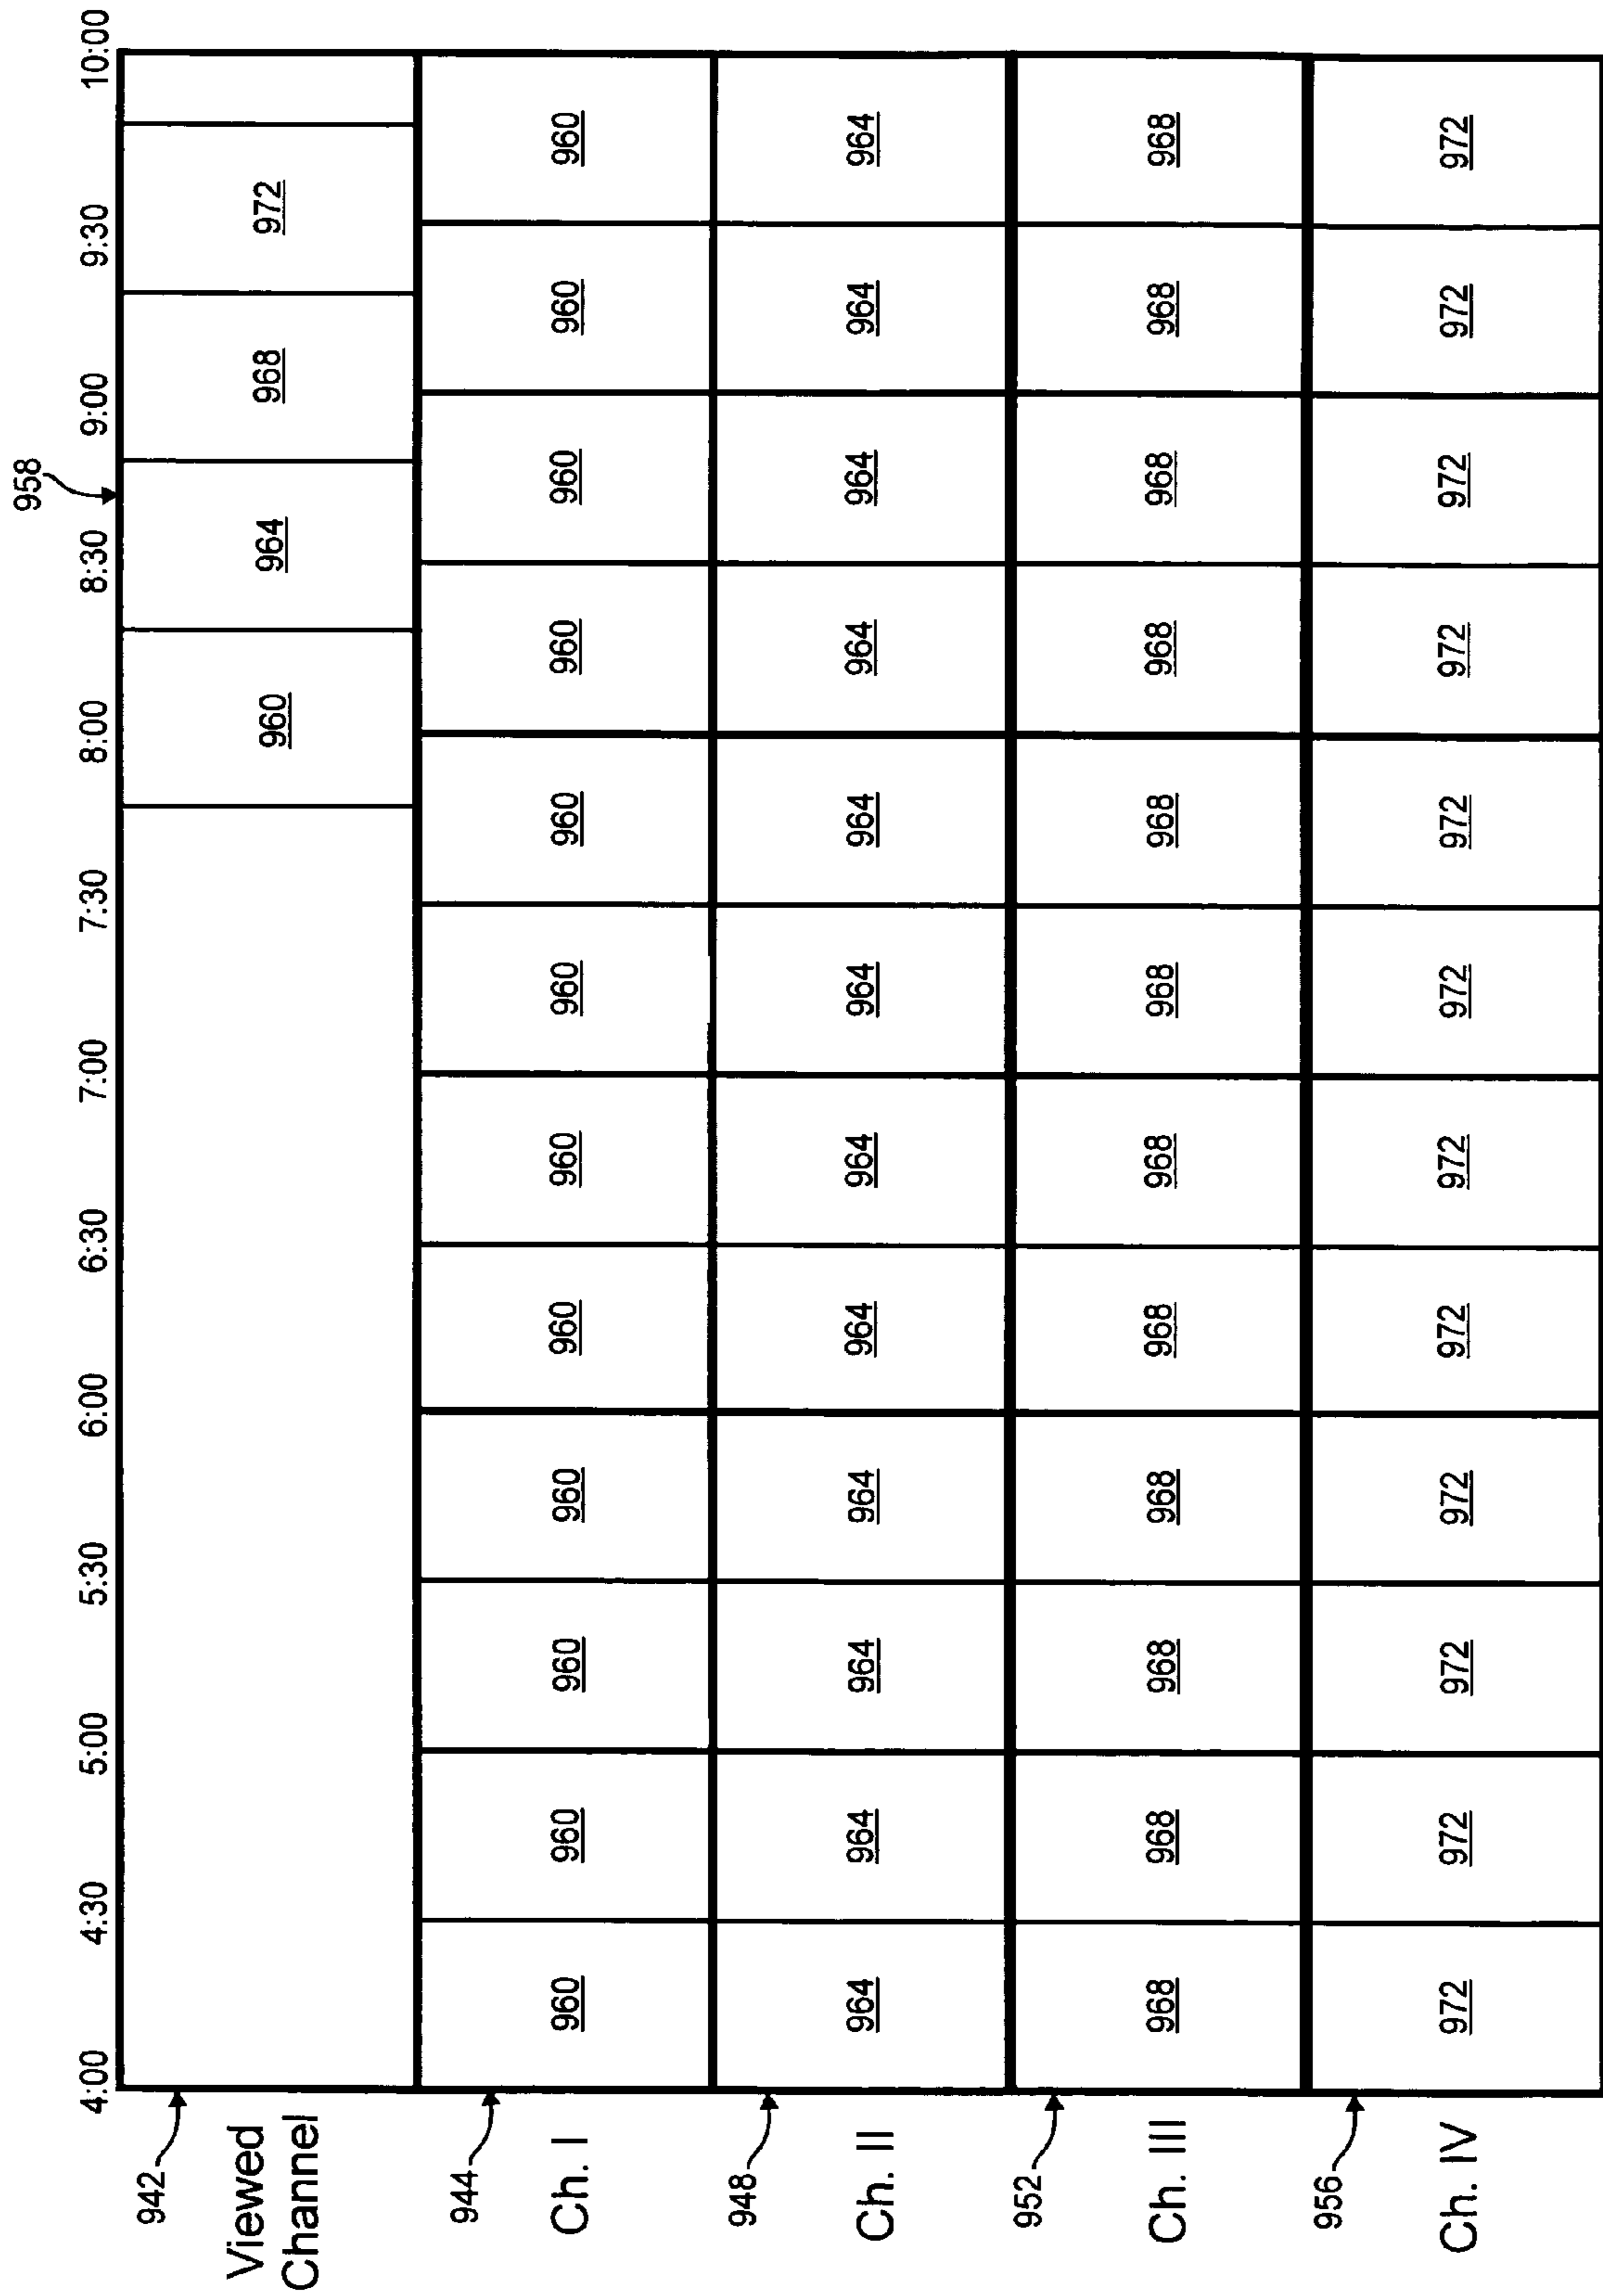 958
4:00 4:30 5:00 5:30 6:00 6:30 7:00 7:30 8:00 8:30 9:00 9:30 10:00
942
Viewed
Channel
960 964 968 972
944
Ch. I
960 960 960 960 960 960 960 960 960 960 960 960
948
Ch. II
964 964 964 964 964 964 964 964 964 964 964 964
952
Ch. III
968 968 968 968 968 968 968 968 968 968 968 968
956
Ch. IV
972 972 972 972 972 972 972 972 972 972 972 972